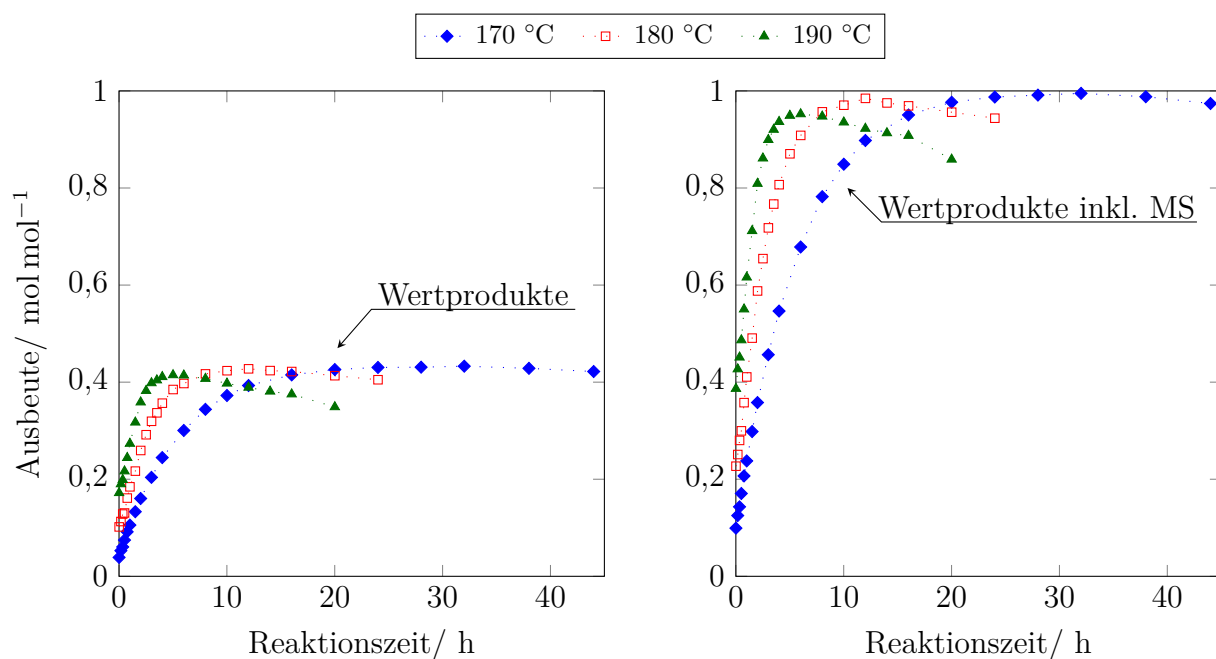 170 °C 180 °C 190 °C
1
0,8
0,6
0,4
0,2
0
0 10 20 30 40
Ausbeute/ mol mol−1
Reaktionszeit/ h
Wertprodukte
1
0,8
0,6
0,4
0,2
0
0 10 20 30 40
Reaktionszeit/ h
Wertprodukte inkl. MS